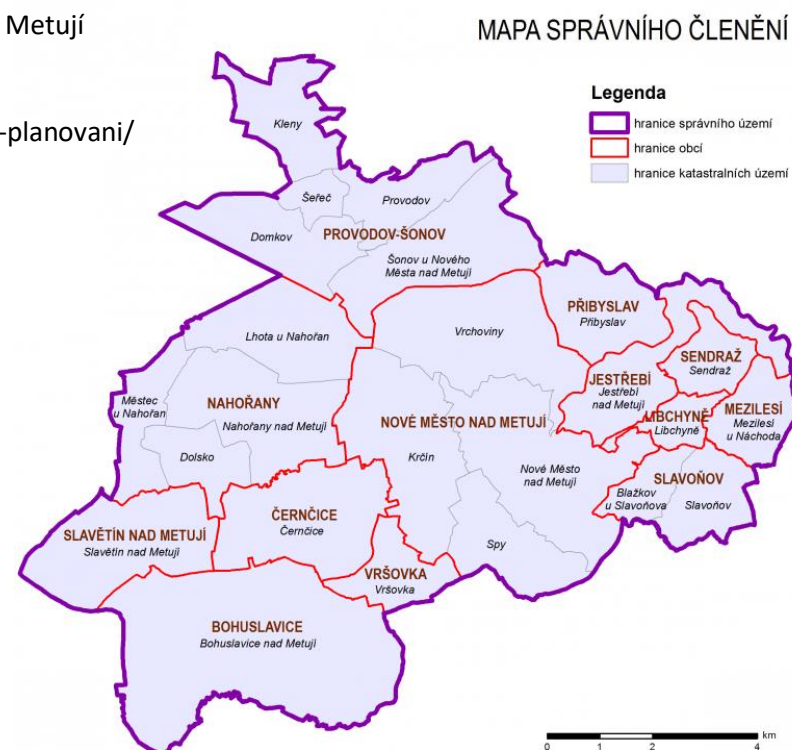 Metují
MAPA SPRÁVNÍHO ČLENĚNÍ
-planovani/
Legenda
hranice správního území
hranice obcí
hranice katastralních území
Kleny
Šeřeč
Provodov
Domkov
PROVODOV-ŠONOV
Šonov u Nového
Města nad Metují
PŘIBYSLAV
Přibyslav
Lhota u Nahořan
Vrchoviny
SENDRAŽ
Sendraž
JESTŘEBÍ
Jestřebí
nad Metují
Městec
u Nahořan
NAHOŘANY
Nahořany nad Metují
NOVÉ MĚSTO NAD METUJÍ
LIBCHYNĚ
Libchyně
MEZILESÍ
Mezilesí
u Náchoda
Dolsko
Krčín
Nové Město
nad Metují
SLAVOŇOV
Blažkov
u Slavoňova
Slavoňov
ČERNČICE
Černčice
SLAVĚTÍN NAD METUJÍ
Slavětín nad Metují
Spy
VRŠOVKA
Vršovka
BOHUSLAVICE
Bohuslavice nad Metují
km
0 1 2 4